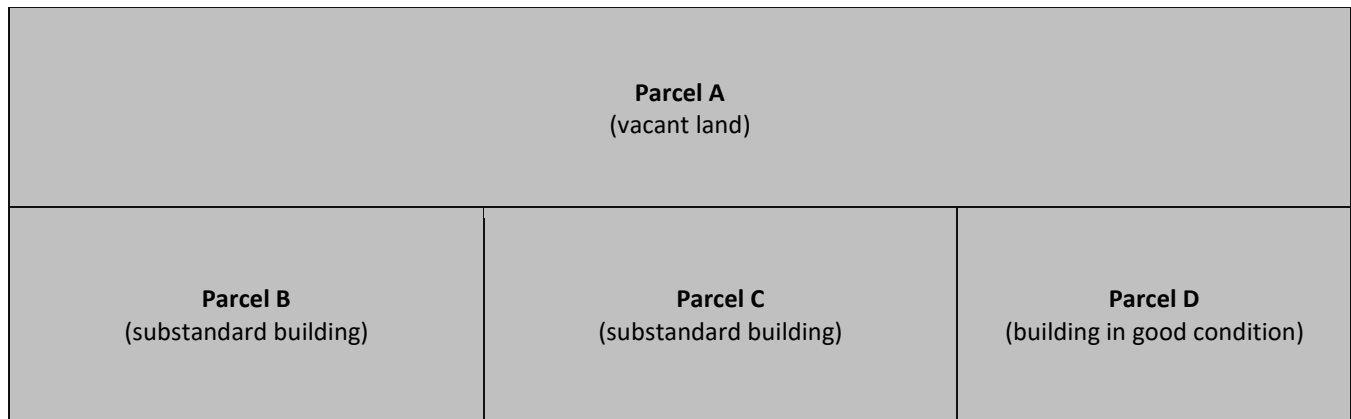 Parcel A
(vacant land)
Parcel B
(substandard building)
Parcel C
(substandard building)
Parcel D
(building in good condition)